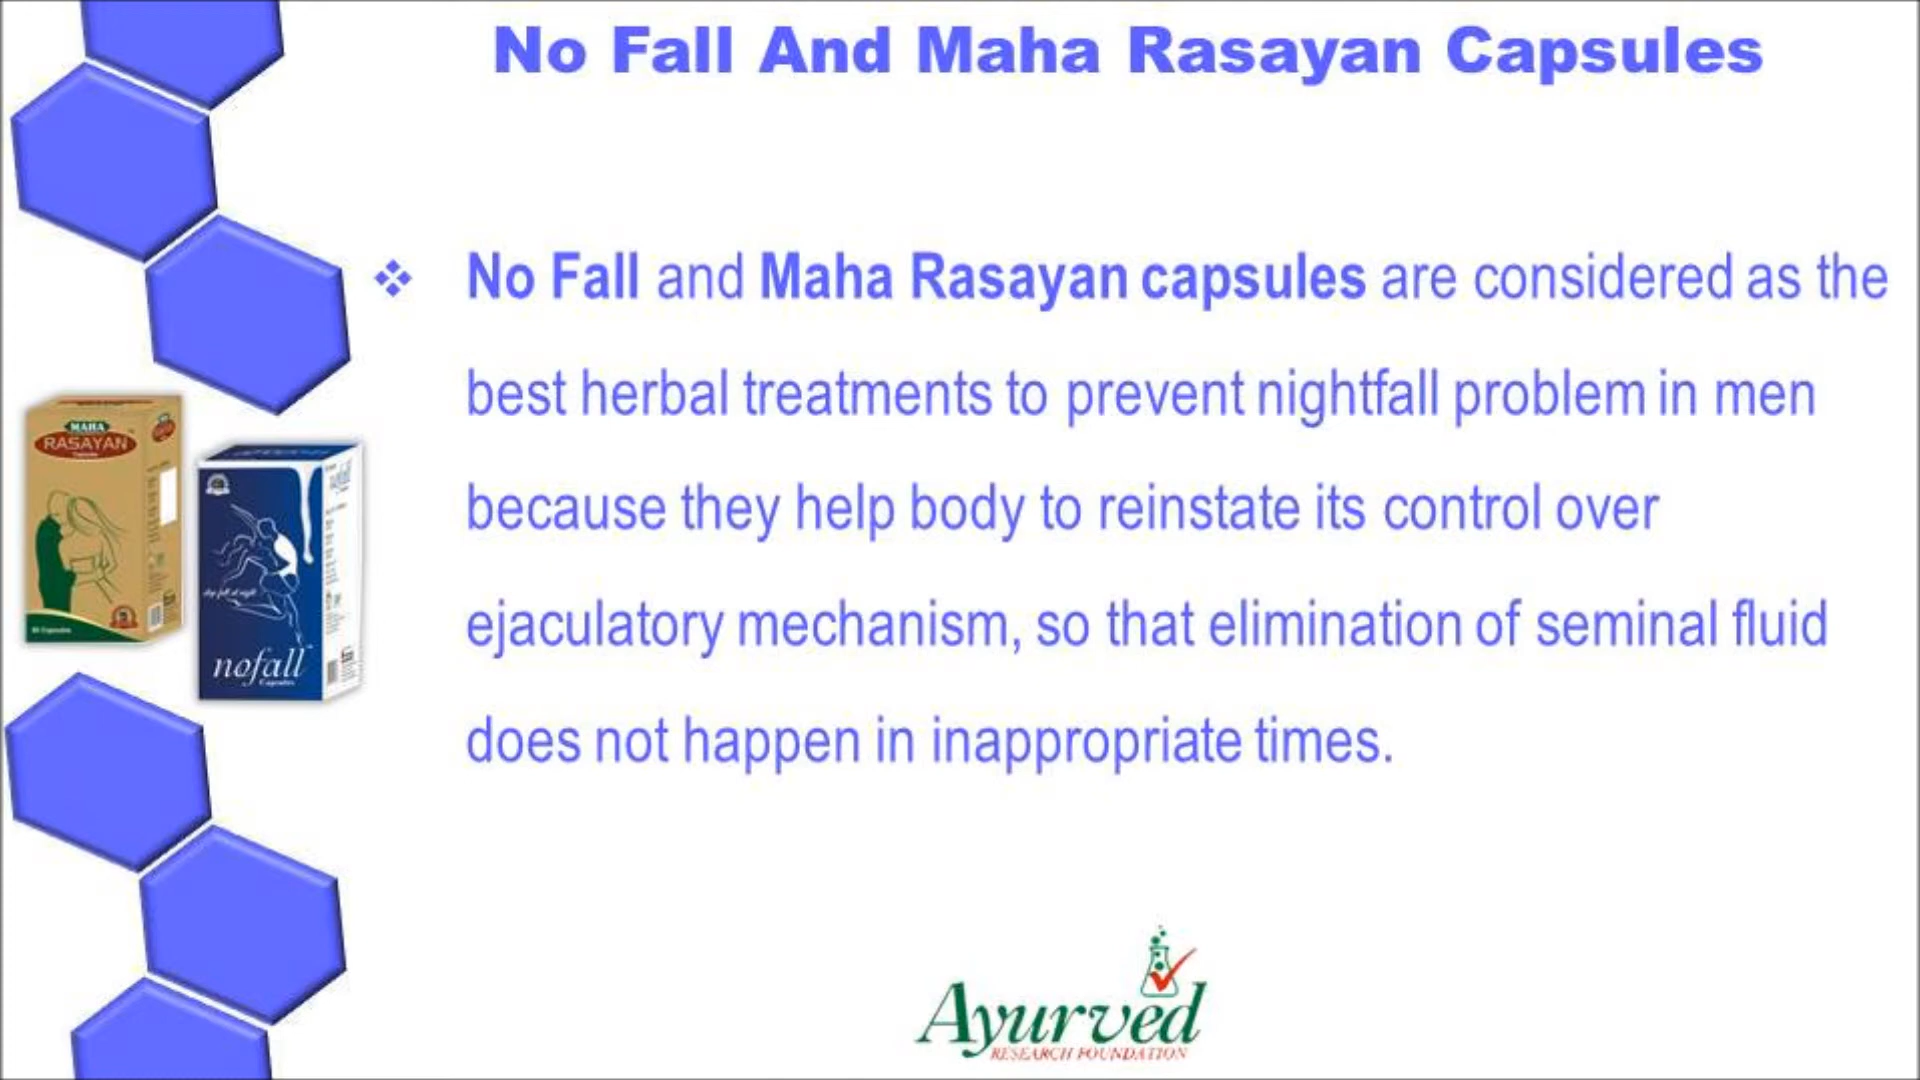 No Fall And Maha Rasayan Capsules
❖ No Fall and Maha Rasayan capsules are considered as the
best herbal treatments to prevent nightfall problem in men
because they help body to reinstate its control over
ejaculatory mechanism, so that elimination of seminal fluid
does not happen in inappropriate times.
MAHA
RASAYAN
Capsules
nofall
Capsules
Ayurved
RESEARCH FOUNDATION